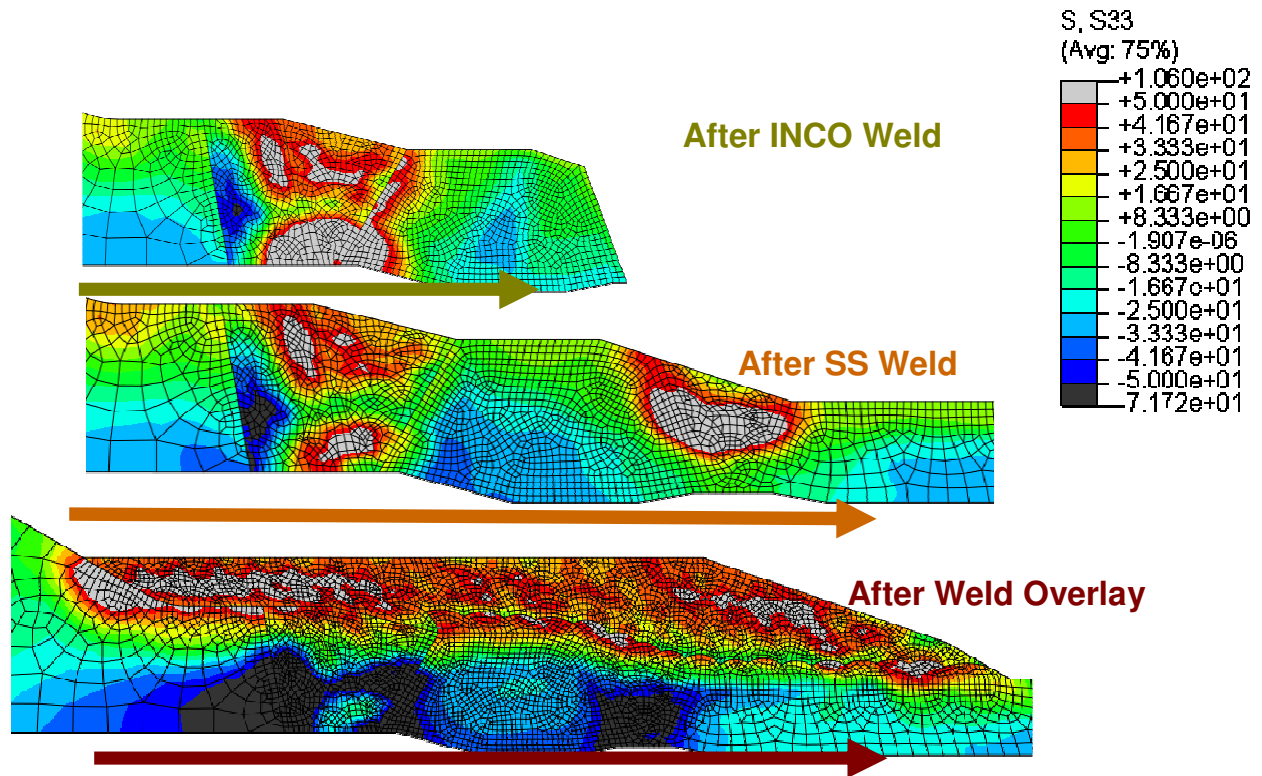 S, S33
(Avg: 75%)
+1.060e+02
+5.000e+01
+4.167e+01
+3.333e+01
+2.500e+01
+1.667e+01
+8.333e+00
-1.907e-06
-8.333e+00
-1.667e+01
-2.500e+01
-3.333e+01
-4.167e+01
-5.000e+01
-7.172e+01
After INCO Weld
After SS Weld
After Weld Overlay